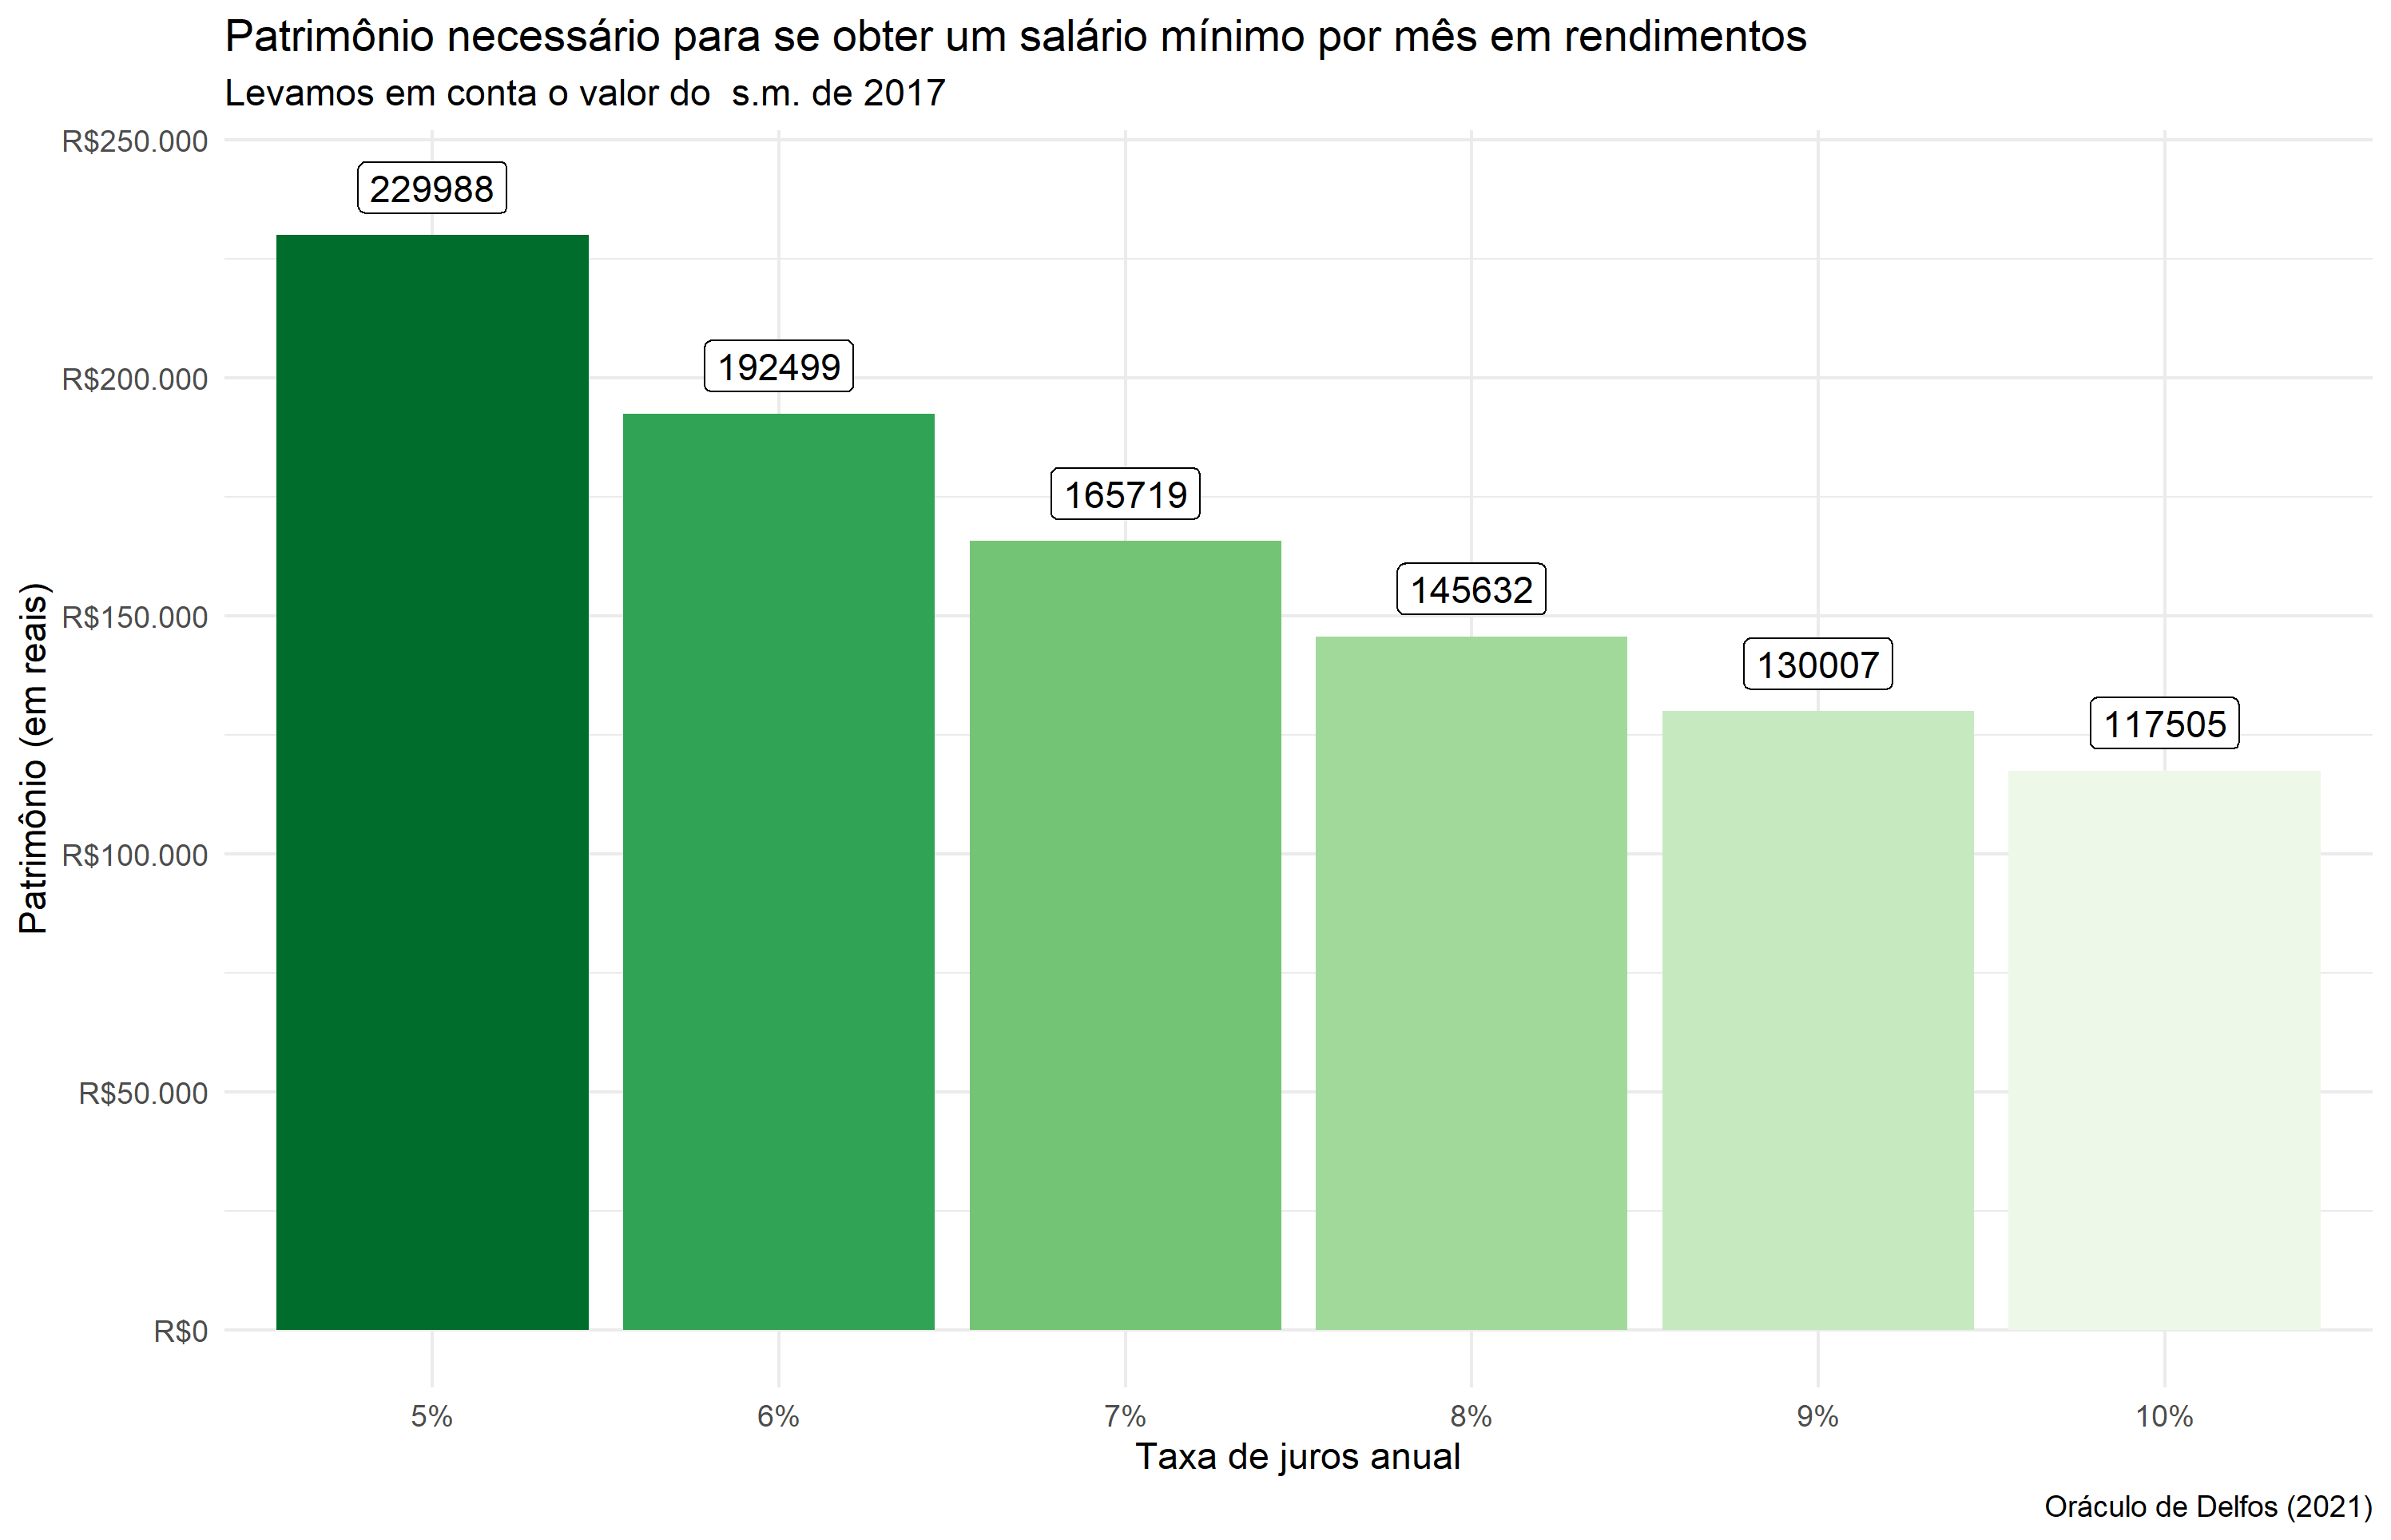 Patrimônio necessário para se obter um salário mínimo por mês em rendimentos
Levamos em conta o valor do  s.m. de 2017
Patrimônio (em reais)
R$250.000
R$200.000
R$150.000
R$100.000
R$50.000
R$0
229988
192499
165719
145632
130007
117505
5%
6%
7%
8%
9%
10%
Taxa de juros anual
Oráculo de Delfos (2021)